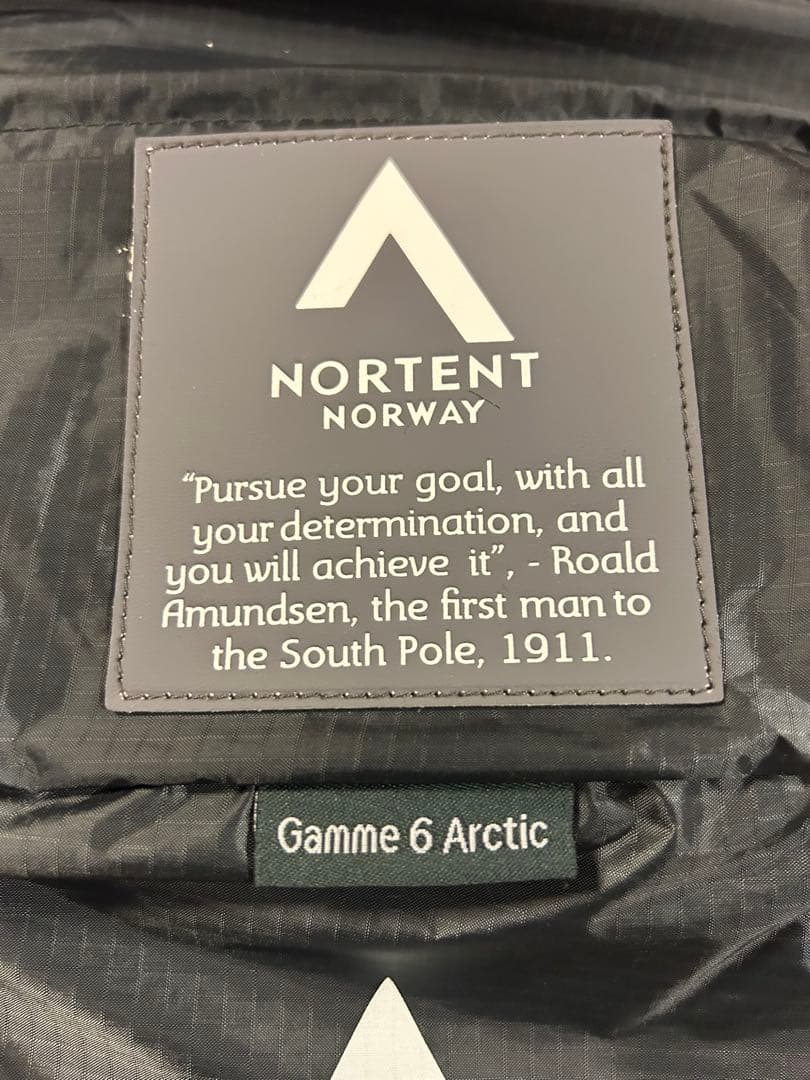 NORTENT
NORWAY
“Pursue your goal, with all
your determination, and
you will achieve it”, - Roald
Amundsen, the first man to
the South Pole, 1911.
Gamme 6 Arctic